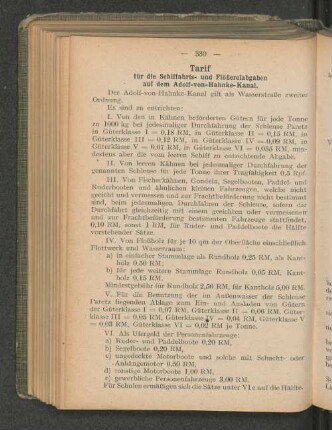 — 380 —
Tarif
für die Schiffahrts- und Flößereiabgaben
auf dem Adolf-von-Hahnke-Kanal.
Der Adolf-von-Hahnke-Kanal gilt als Wasserstraße zweiter
Ordnung.
Es sind zu entrichten:
I. Von den in Kähnen beförderten Gütern für jede Tonne
zu 1000 kg bei jedesmaliger Durchfahrung der Schleuse Paretz
in Güterklasse I = 0,18 RM, in Güterklasse II = 0,15 RM, in
Güterklasse III = 0,12 RM, in Güterklasse IV = 0,09 RM, in
Güterklasse V = 0,07 RM, in Güterklasse VI = 0,055 RM, min-
destens aber die vom leeren Schiff zu entrichtende Abgabe.
II. Von leeren Kähnen bei jedesmaliger Durchfahrung der
genannten Schleuse für jede Tonne ihrer Tragfähigkeit 0,5 Rpf.
III. Von Fischerkähnen, Gondeln, Segelbooten, Paddel- und
Ruderbooten und ähnlichen kleinen Fahrzeugen, welche nicht
geeicht und vermessen und zur Frachtbeförderung nicht bestimmt
sind, beim jedesmaligen Durchfahren der Schleuse, sofern die
Durchfahrt gleichzeitig mit einem geeichten oder vermessenen
und zur Frachtbeförderung bestimmten Fahrzeuge stattfindet,
0,10 RM, sonst 1 RM, für Ruder- und Paddelboote die Hälfte
vorstehender Sätze.
IV. Von Floßholz für je 10 qm der Oberfläche einschließlich
Flottwerk und Wasserraum:
a) in einfacher Stammlage als Rundholz 0,25 RM, als Kant-
holz 0,50 RM;
b) für jede weitere Stammlage Rundholz 0,05 RM, Kant-
holz 0,15 RM.
Mindestgebühr für Rundholz 2,50 RM, für Kantholz 5,00 RM.
V. Für die Benutzung der im Außenwasser der Schleuse
Paretz liegenden Ablage zum Ein- und Ausladen von Gütern
der Güterklasse I = 0,07 RM, Güterklasse II = 0,06 RM, Güter-
klasse III = 0,05 RM, Güterklasse IV = 0,04 RM, Güterklasse V
= 0,03 RM, Güterklasse VI = 0,02 RM je Tonne.
VI. Als Ufergeld der Personenfahrzeuge:
a) Ruder- und Paddelboote 0,20 RM,
b) Segelboote 0,20 RM,
c) ungedeckte Motorboote und solche mit Schacht- oder
Anhängemotor 0,50 RM,
d) sonstige Motorboote 1,00 RM,
e) gewerbliche Personenfahrzeuge 3,00 RM.
Für Schulen ermäßigen sich die Sätze unter VI e auf die Hälfte.